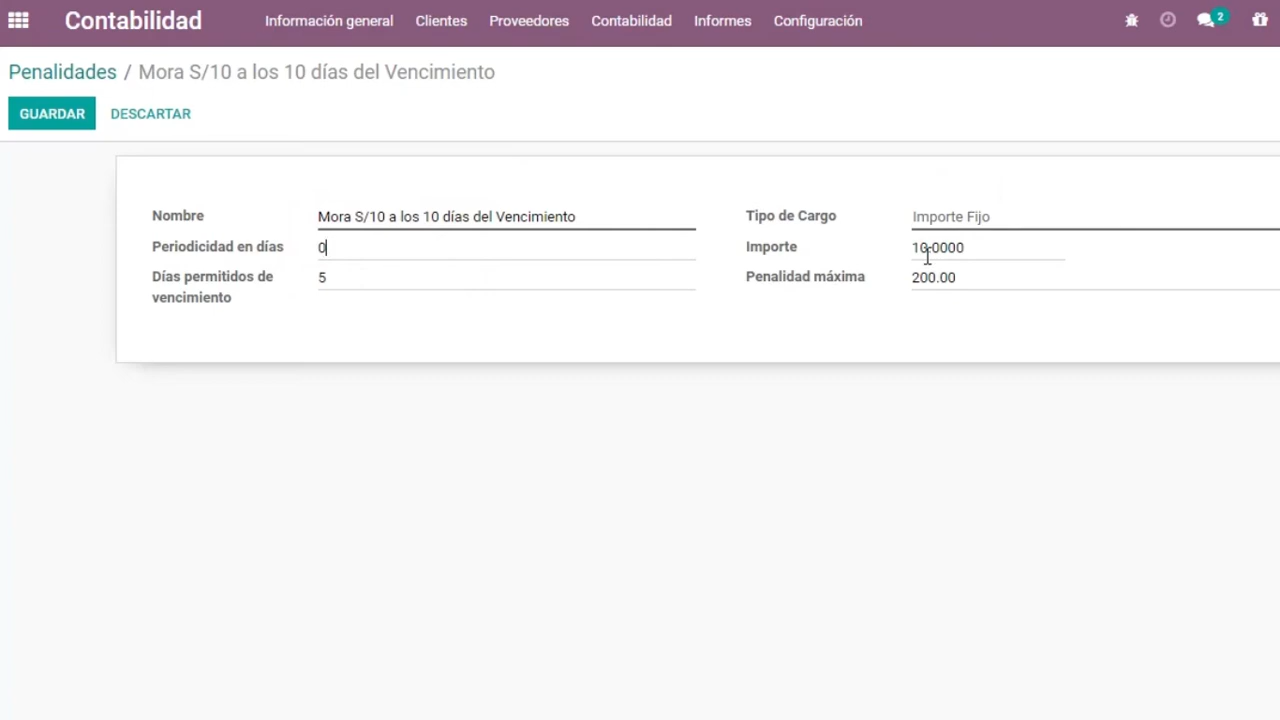 Contabilidad Información general Clientes Proveedores Contabilidad Informes Configuración 2
Penalidades / Mora S/10 a los 10 días del Vencimiento
GUARDAR DESCARTAR
Nombre Mora S/10 a los 10 días del Vencimiento Tipo de Cargo Importe Fijo
Periodicidad en días 0 Importe 10.0000
Días permitidos de vencimiento 5 Penalidad máxima 200.00